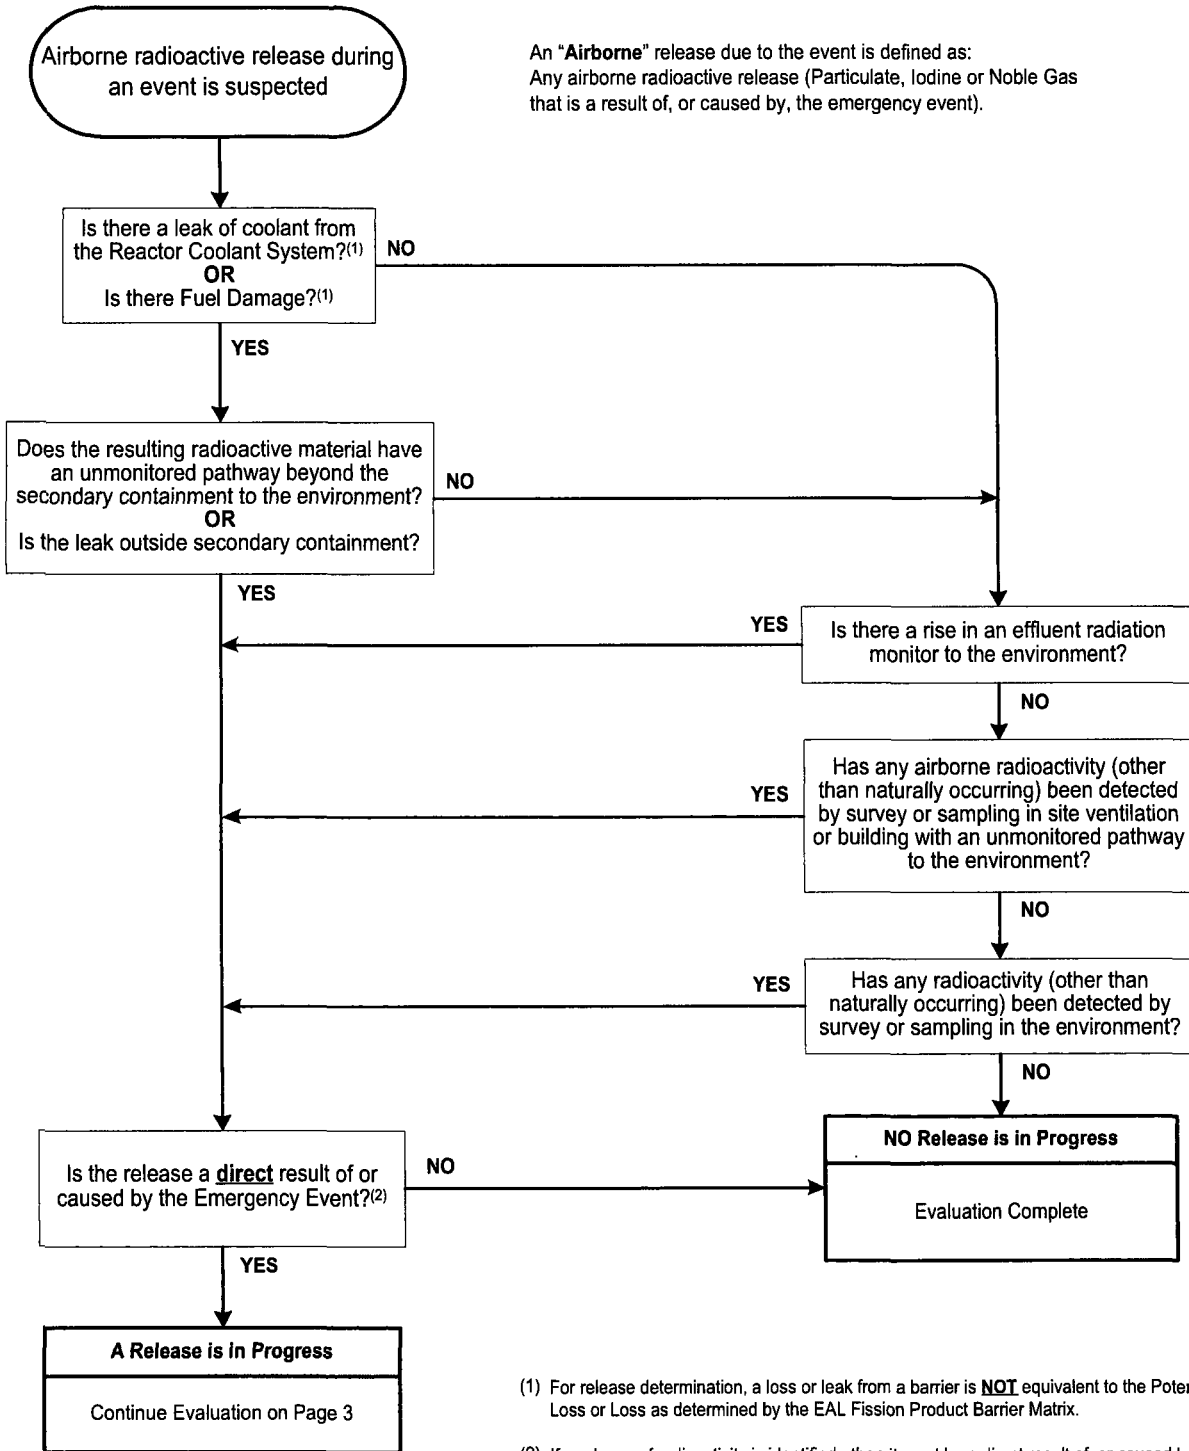 Airborne radioactive release during
an event is suspected
An "Airborne" release due to the event is defined as:
Any airborne radioactive release (Particulate, Iodine or Noble Gas
that is a result of, or caused by, the emergency event).
Is there a leak of coolant from
the Reactor Coolant System?(1)
OR
Is there Fuel Damage?(1)
NO
YES
Does the resulting radioactive material have
an unmonitored pathway beyond the
secondary containment to the environment?
OR
Is the leak outside secondary containment?
NO
YES
YES
Is there a rise in an effluent radiation
monitor to the environment?
NO
YES
Has any airborne radioactivity (other
than naturally occurring) been detected
by survey or sampling in site ventilation
or building with an unmonitored pathway
to the environment?
NO
YES
Has any radioactivity (other than
naturally occurring) been detected by
survey or sampling in the environment?
NO
Is the release a direct result of or
caused by the Emergency Event?(2)
NO
YES
NO Release is in Progress
Evaluation Complete
A Release is in Progress
Continue Evaluation on Page 3
(1) For release determination, a loss or leak from a barrier is NOT equivalent to the
Loss or Loss as determined by the EAL Fission Product Barrier Matrix.